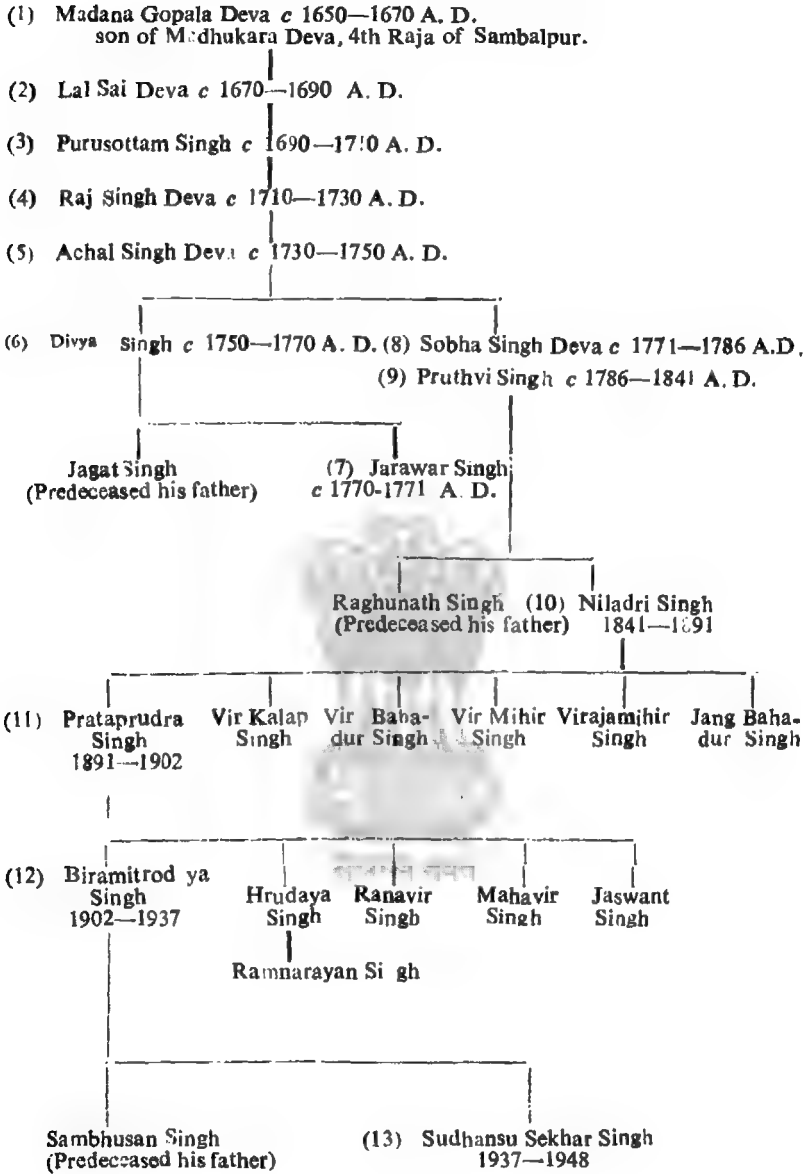 (1) Madana Gopala Deva c 1650—1670 A. D.
son of Madhukara Deva, 4th Raja of Sambalpur.
(2) Lal Sai Deva c 1670—1690 A. D.
(3) Purusottam Singh c 1690—1710 A. D.
(4) Raj Singh Deva c 1710—1730 A. D.
(5) Achal Singh Deva c 1730—1750 A. D.
(6) Divya Singh c 1750—1770 A. D. (8) Sobha Singh Deva c 1771—1786 A.D.
(9) Pruthvi Singh c 1786—1841 A. D.
Jagat Singh (7) Jarawar Singh
(Predeceased his father) c 1770-1771 A. D.
Raghunath Singh (10) Niladri Singh
(Predeceased his father) 1841—1891
(11) Prataprudra Vir Kalap Vir Baha- Vir Mihir Virajamihir Jang Baha-
Singh Singh dur Singh Singh Singh dur Singh
1891—1902
(12) Biramitrod ya Hrudaya Ranavir Mahavir Jaswant
Singh Singh Singh Singh Singh
1902—1937
Ramnarayan Si gh
Sambhusan Singh (13) Sudhansu Sekhar Singh
(Predeceased his father) 1937—1948